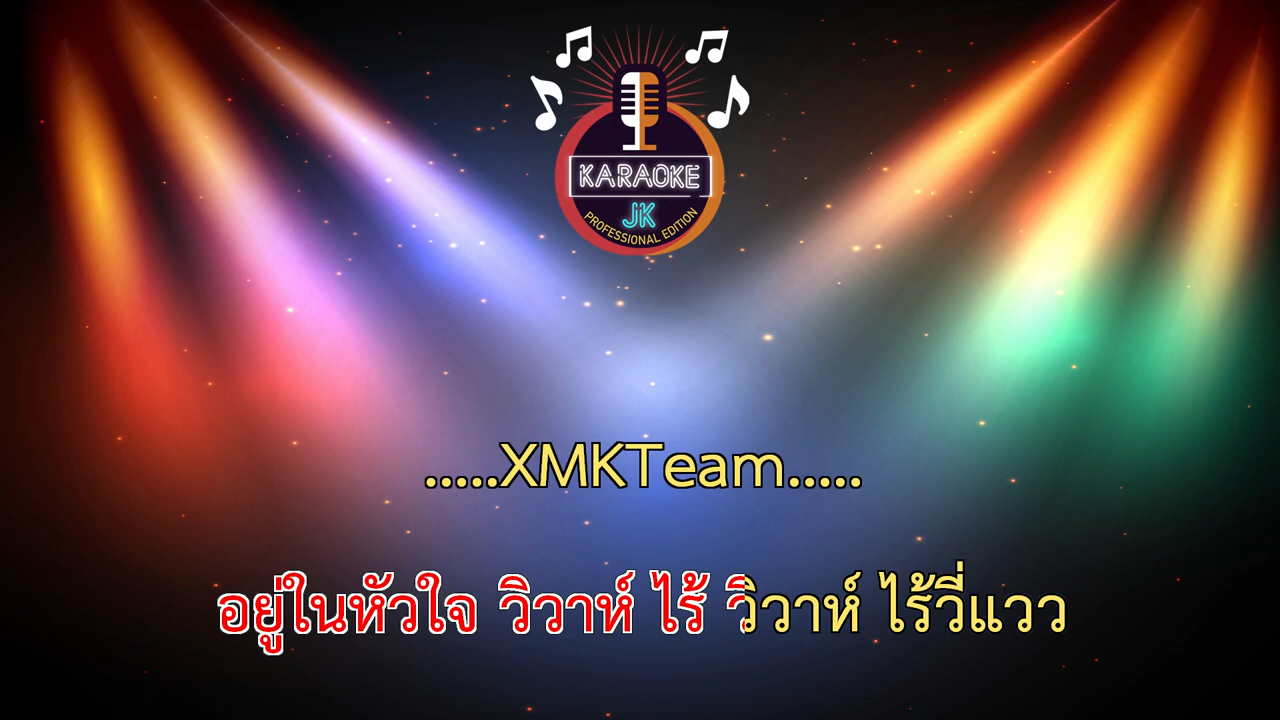 KARAOKE
JK
PROFESSIONAL EDITION
.....XMKTeam.....
อยู่ในหัวใจ วิวาห์ ไร้ วิวาห์ ไร้วี่แวว